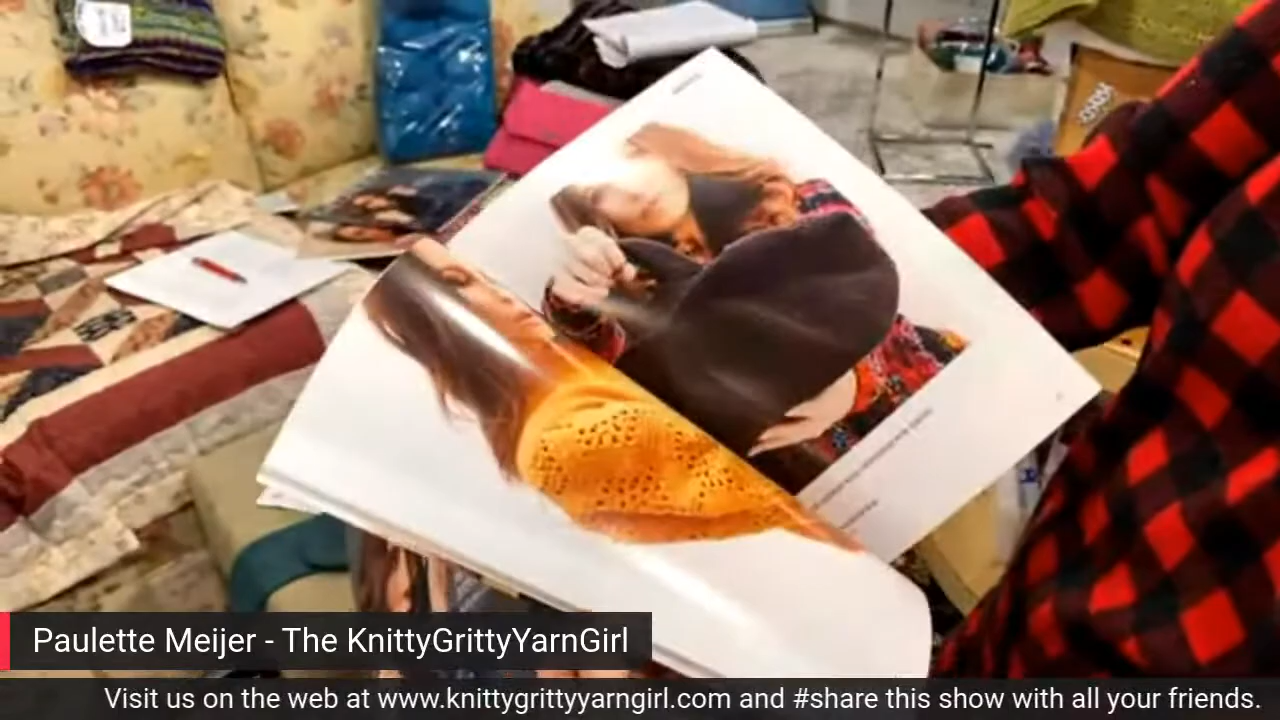 Paulette Meijer - The KnittyGrittyYarnGirl
Visit us on the web at www.knittygrittyyarngirl.com and #share this show with all your friends.